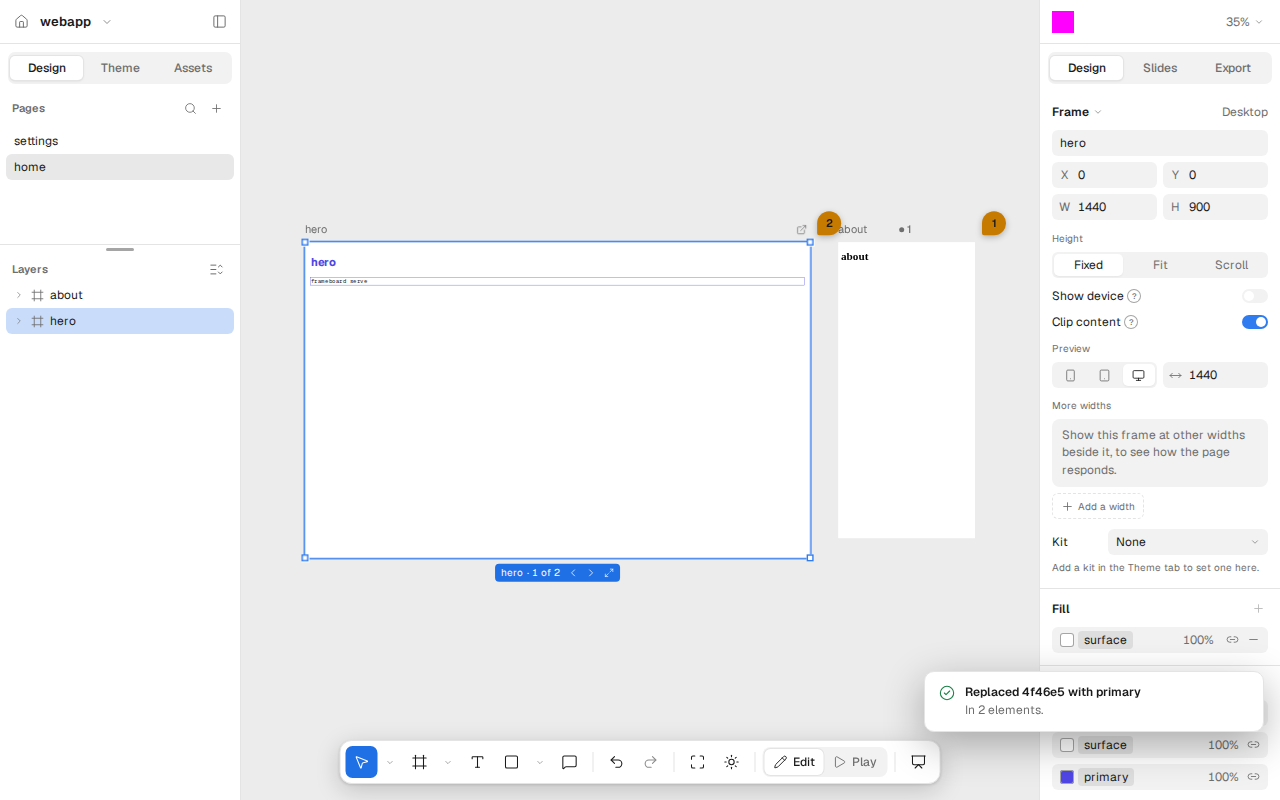 webapp
35%
Design
Theme
Assets
Design
Slides
Export
Pages
settings
home
Layers
about
hero
hero
2
about
1
1
hero
frameboard serve
about
hero - 1 of 2
Frame
Desktop
hero
X 0
Y 0
W 1440
H 900
Height
Fixed
Fit
Scroll
Show device ?
Clip content ?
Preview
1440
More widths
Show this frame at other widths
beside it, to see how the page
responds.
Add a width
Kit
None
Add a kit in the Theme tab to set one here.
Fill
surface 100%
Replaced 4f46e5 with primary
In 2 elements.
surface 100%
primary 100%
Edit
Play